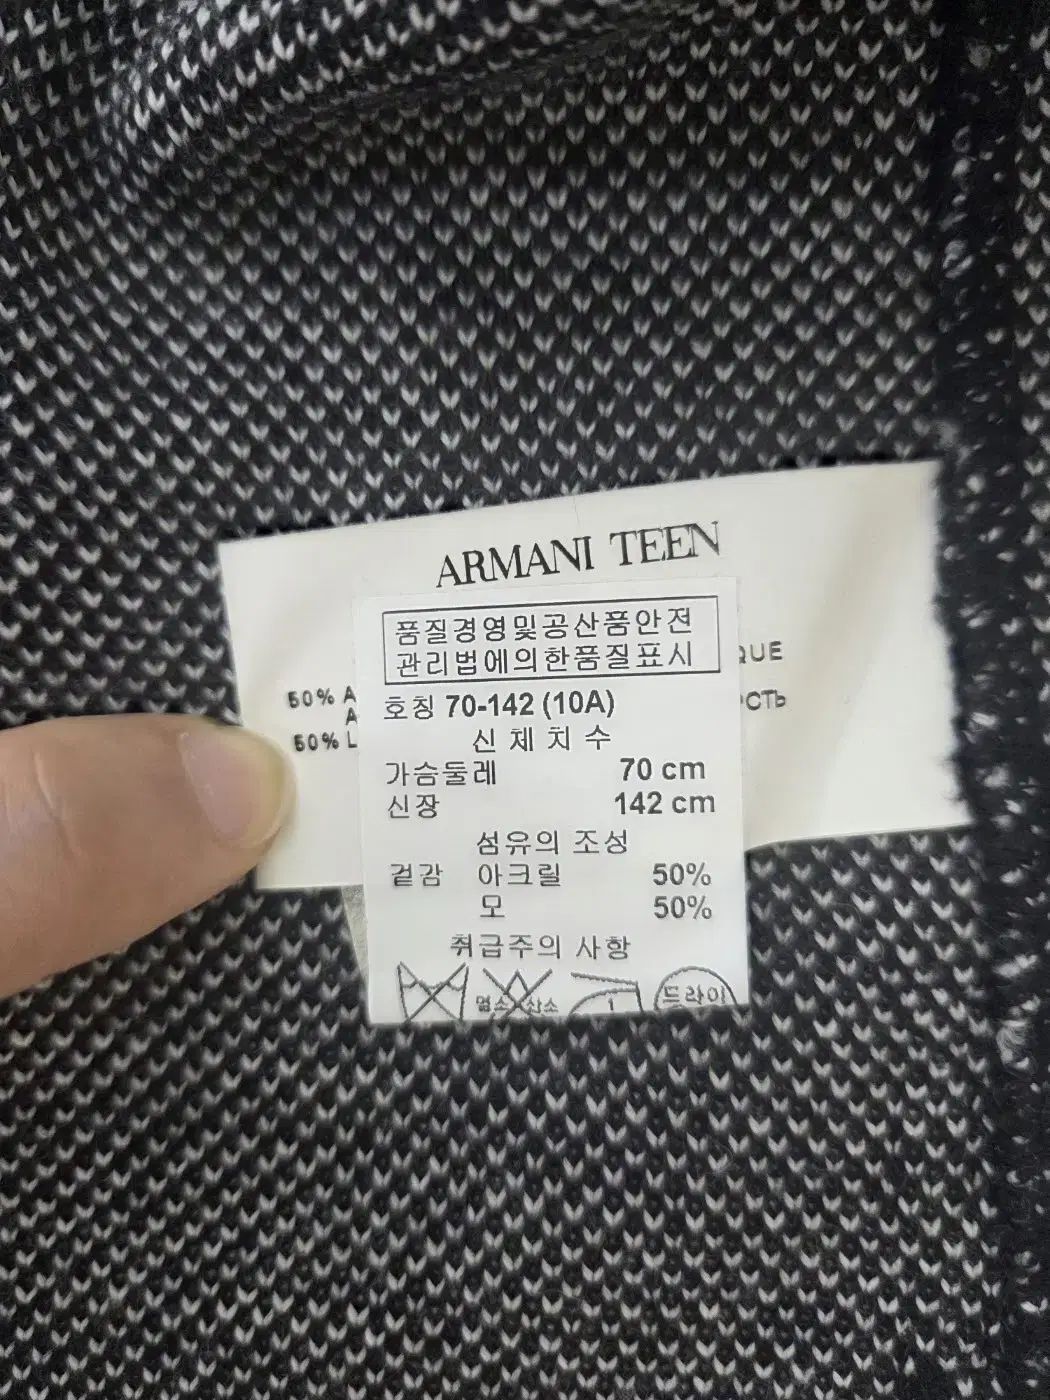 ARMANI TEEN
품질경영및공산품안전
관리법에의한품질표시
호칭 70-142 (10A)
신 체 치 수
가슴둘레 70 cm
신장 142 cm
섬유의 조성
겉감 아크릴 50%
모 50%
취급주의 사항
염소 산소 드라이
50% A
A
50% L
QUE
ОСТЬ